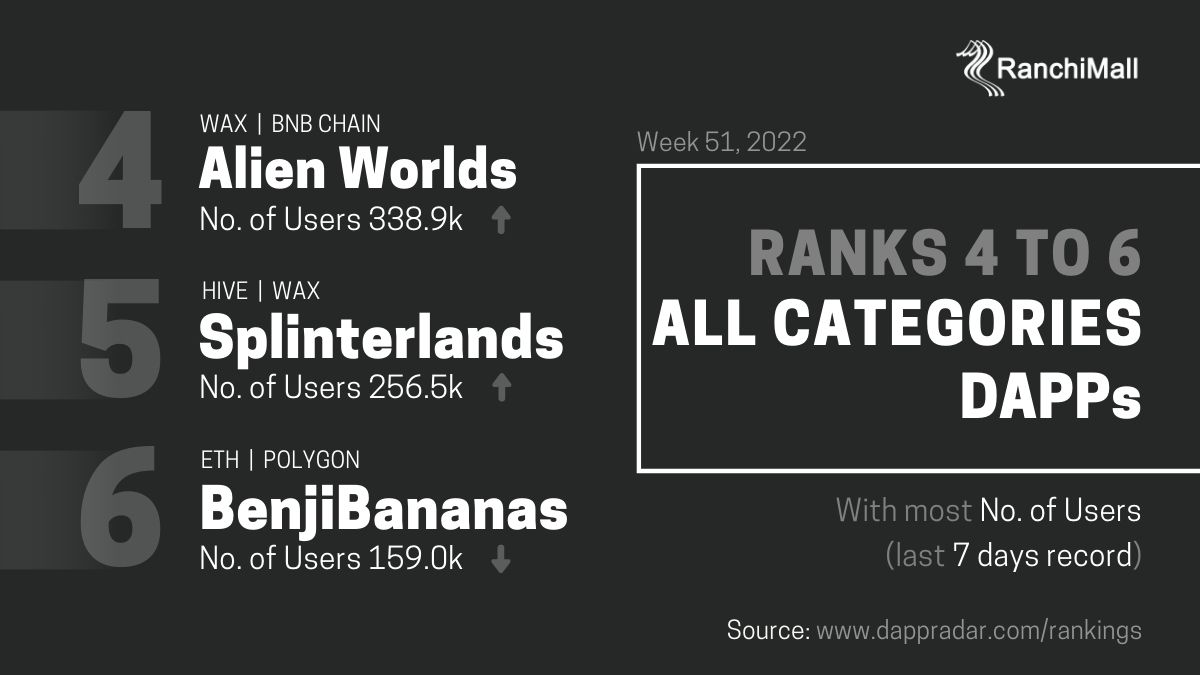 RanchiMall
4
WAX | BNB CHAIN
Alien Worlds
No. of Users 338.9k
5
HIVE | WAX
Splinterlands
No. of Users 256.5k
6
ETH | POLYGON
BenjiBananas
No. of Users 159.0k
Week 51, 2022
RANKS 4 TO 6
ALL CATEGORIES
DAPPs
With most No. of Users
(last 7 days record)
Source: www.dappradar.com/rankings